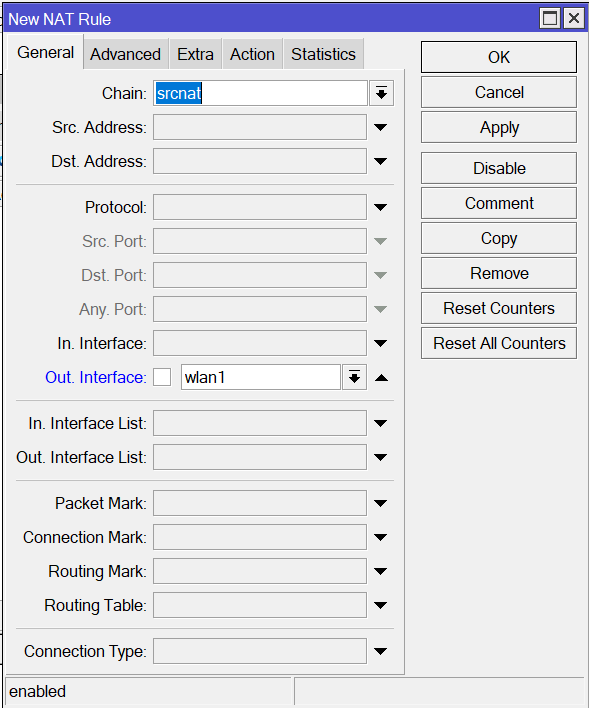 New NAT Rule
General Advanced Extra Action Statistics
OK
Chain: srcnat
Cancel
Src. Address:
Apply
Dst. Address:
Disable
Protocol:
Comment
Src. Port:
Copy
Dst. Port:
Remove
Any. Port:
Reset Counters
In. Interface:
Reset All Counters
Out. Interface: wlan1
In. Interface List:
Out. Interface List:
Packet Mark:
Connection Mark:
Routing Mark:
Routing Table:
Connection Type:
enabled